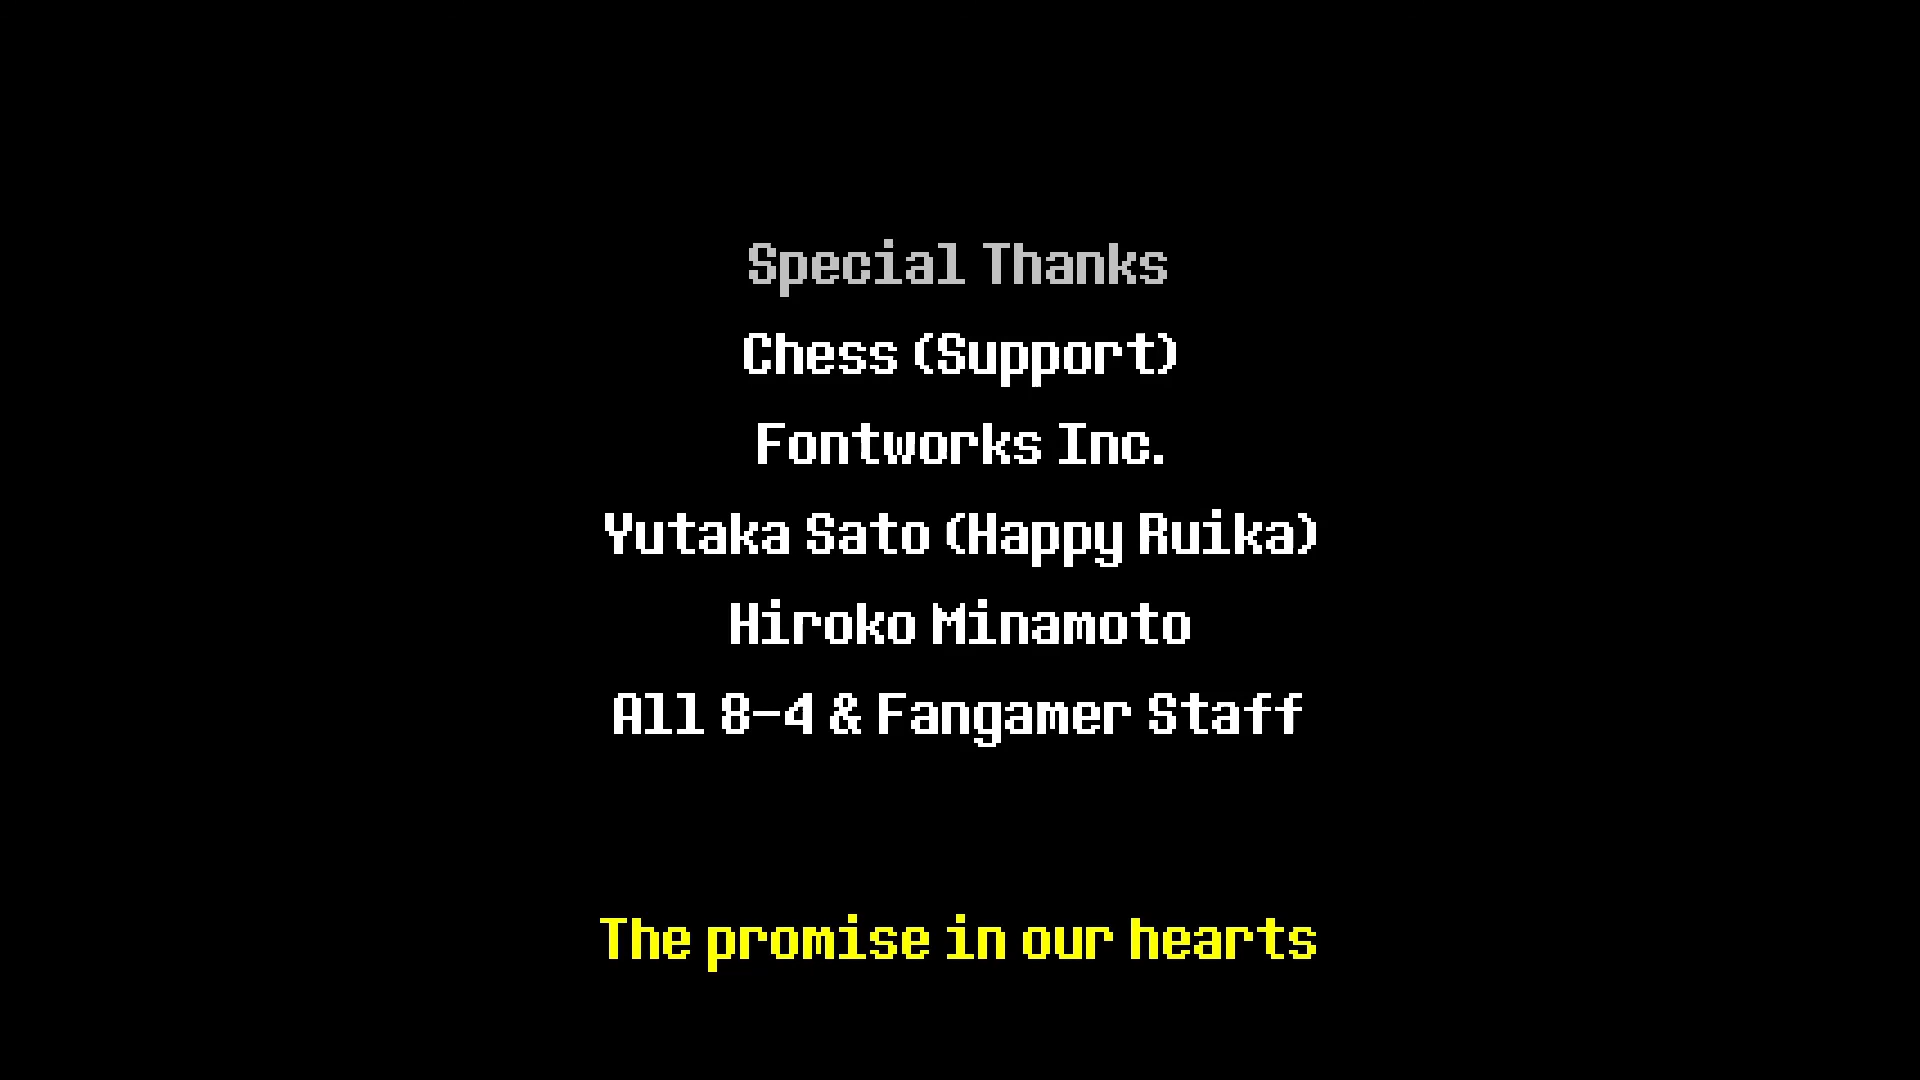 Special Thanks
Chess (Support)
Fontworks Inc.
Yutaka Sato (Happy Ruika)
Hiroko Minamoto
All 8-4 & Fangamer Staff
The promise in our hearts